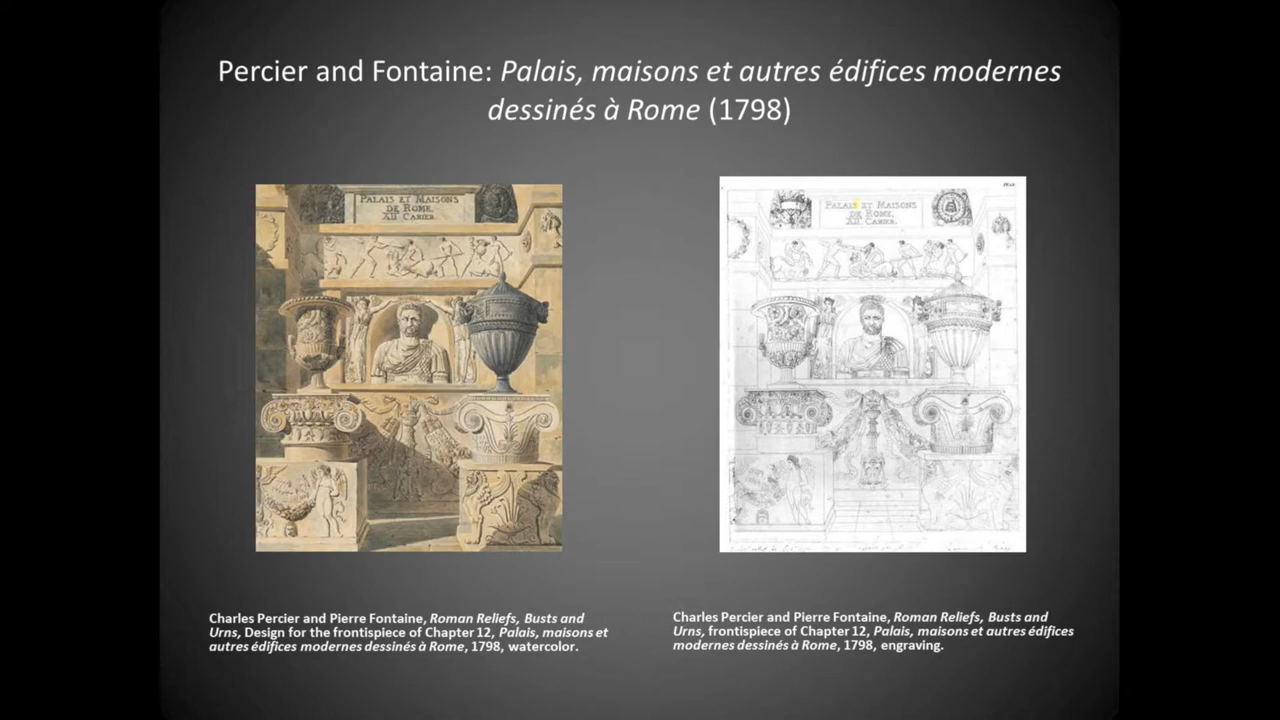 Percier and Fontaine: Palais, maisons et autres édifices modernes
dessinés à Rome (1798)
PALAIS ET MAISONS
DE ROME.
XIIᵉ CAHIER.
PALAIS ET MAISONS
DE ROME,
XIIᵉ CAHIER.
Charles Percier and Pierre Fontaine, Roman Reliefs, Busts and
Urns, Design for the frontispiece of Chapter 12, Palais, maisons et
autres édifices modernes dessinés à Rome, 1798, watercolor.
Charles Percier and Pierre Fontaine, Roman Reliefs, Busts and
Urns, frontispiece of Chapter 12, Palais, maisons et autres édifices
modernes dessinés à Rome, 1798, engraving.